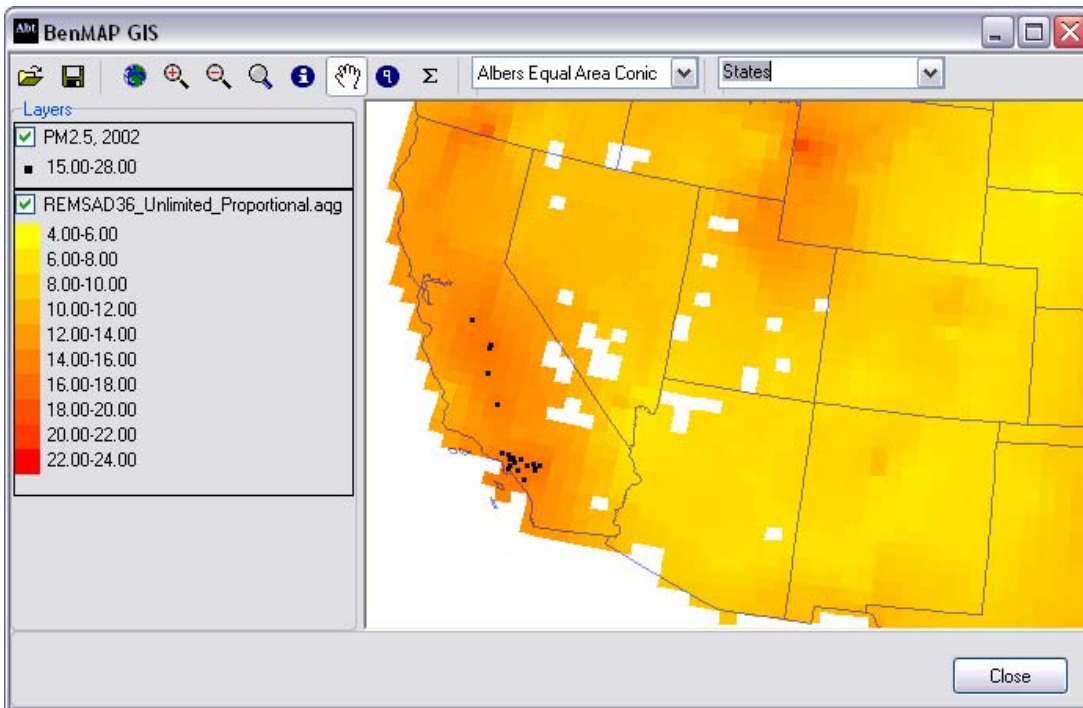 Abt BenMAP GIS
Σ
Albers Equal Area Conic
States
Layers
PM2.5, 2002
15.00-28.00
REMSAD36_Unlimited_Proportional.aqg
4.00-6.00
6.00-8.00
8.00-10.00
10.00-12.00
12.00-14.00
14.00-16.00
16.00-18.00
18.00-20.00
20.00-22.00
22.00-24.00
Close